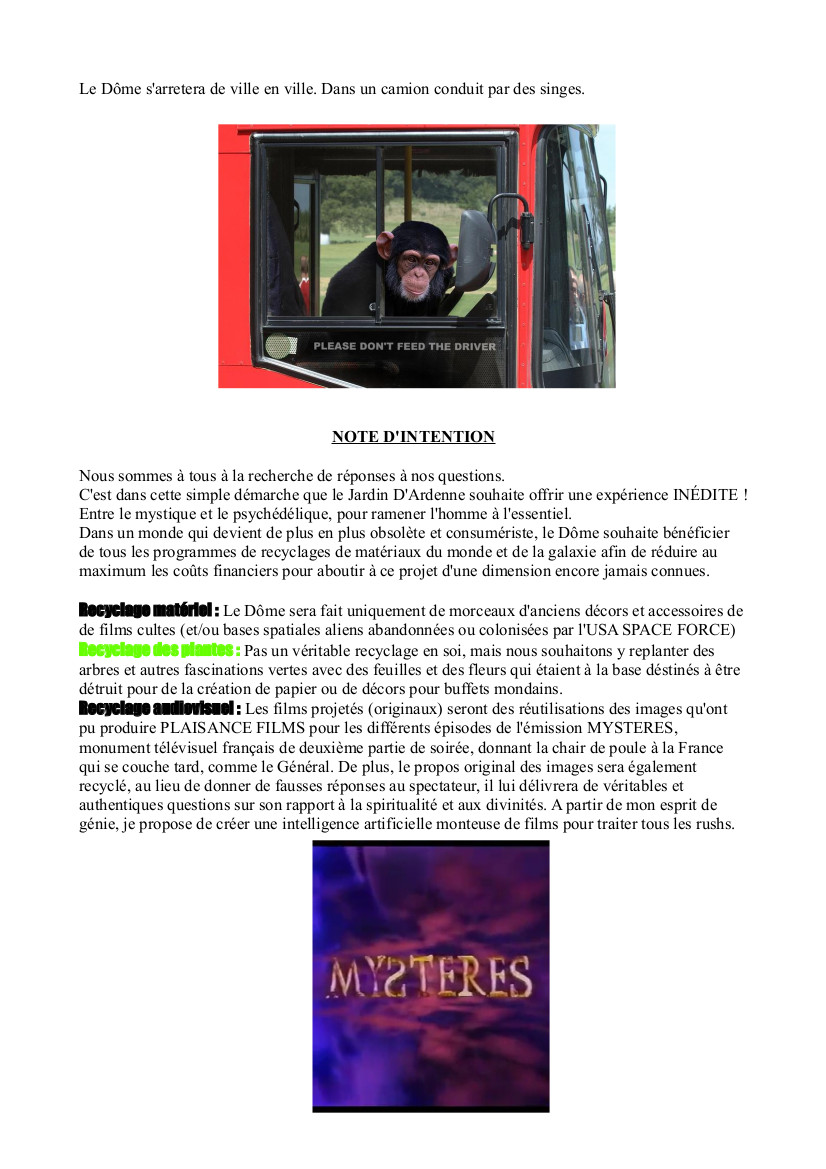 Le Dôme s'arretera de ville en ville. Dans un camion conduit par des singes.
PLEASE DON'T FEED THE DRIVER
NOTE D'INTENTION
Nous sommes à tous à la recherche de réponses à nos questions.
C'est dans cette simple démarche que le Jardin D'Ardenne souhaite offrir une expérience INÉDITE !
Entre le mystique et le psychédélique, pour ramener l'homme à l'essentiel.
Dans un monde qui devient de plus en plus obsolète et consumériste, le Dôme souhaite bénéficier
de tous les programmes de recyclages de matériaux du monde et de la galaxie afin de réduire au
maximum les coûts financiers pour aboutir à ce projet d'une dimension encore jamais connues.
Recyclage matériel : Le Dôme sera fait uniquement de morceaux d'anciens décors et accessoires de
de films cultes (et/ou bases spatiales aliens abandonnées ou colonisées par l'USA SPACE FORCE)
Recyclage des plantes : Pas un véritable recyclage en soi, mais nous souhaitons y replanter des
arbres et autres fascinations vertes avec des feuilles et des fleurs qui étaient à la base déstinés à être
détruit pour de la création de papier ou de décors pour buffets mondains.
Recyclage audiovisuel : Les films projetés (originaux) seront des réutilisations des images qu'ont
pu produire PLAISANCE FILMS pour les différents épisodes de l'émission MYSTERES,
monument télévisuel français de deuxième partie de soirée, donnant la chair de poule à la France
qui se couche tard, comme le Général. De plus, le propos original des images sera également
recyclé, au lieu de donner de fausses réponses au spectateur, il lui délivrera de véritables et
authentiques questions sur son rapport à la spiritualité et aux divinités. A partir de mon esprit de
génie, je propose de créer une intelligence artificielle monteuse de films pour traiter tous les rushs.
MYSTERES